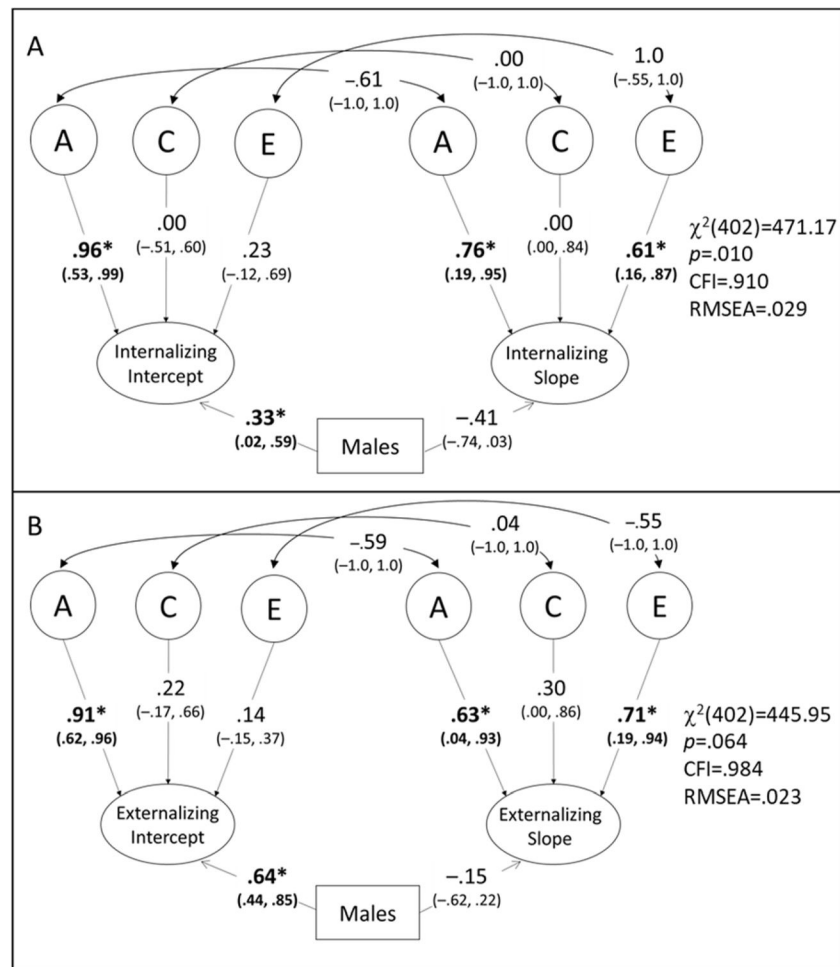 A
–.61
(–1.0, 1.0)
.00
(–1.0, 1.0)
1.0
(–.55, 1.0)
A
C
E
A
C
E
.96*
(.53, .99)
.00
(–.51, .60)
.23
(–.12, .69)
.76*
(.19, .95)
.00
(.00, .84)
.61*
(.16, .87)
χ²(402)=471.17
p=.010
CFI=.910
RMSEA=.029
Internalizing
Intercept
Internalizing
Slope
.33*
(.02, .59)
Males
–.41
(–.74, .03)
B
–.59
(–1.0, 1.0)
.04
(–1.0, 1.0)
–.55
(–1.0, 1.0)
A
C
E
A
C
E
.91*
(.62, .96)
.22
(–.17, .66)
.14
(–.15, .37)
.63*
(.04, .93)
.30
(.00, .86)
.71*
(.19, .94)
χ²(402)=445.95
p=.064
CFI=.984
RMSEA=.023
Externalizing
Intercept
Externalizing
Slope
.64*
(.44, .85)
Males
–.15
(–.62, .22)